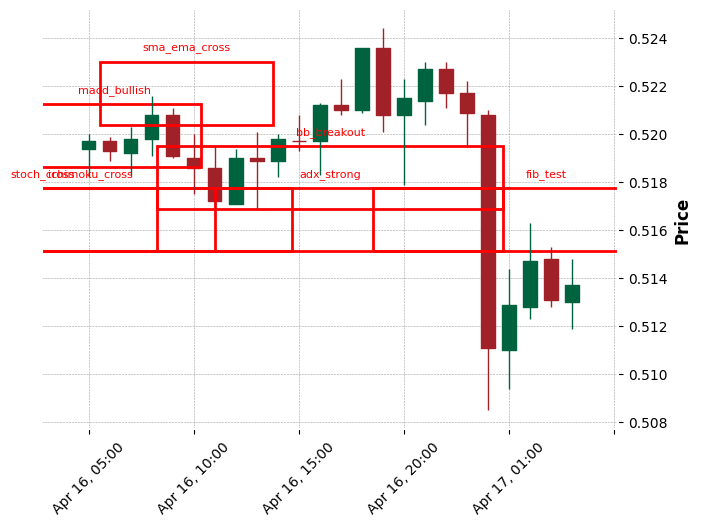 sma_ema_cross
macd_bullish
bb_breakout
stoch_cross
ichimoku_cross
adx_strong
fib_test
0.524
0.522
0.520
0.518
0.516
0.514
0.512
0.510
0.508
Price
Apr 16, 05:00
Apr 16, 10:00
Apr 16, 15:00
Apr 16, 20:00
Apr 17, 01:00